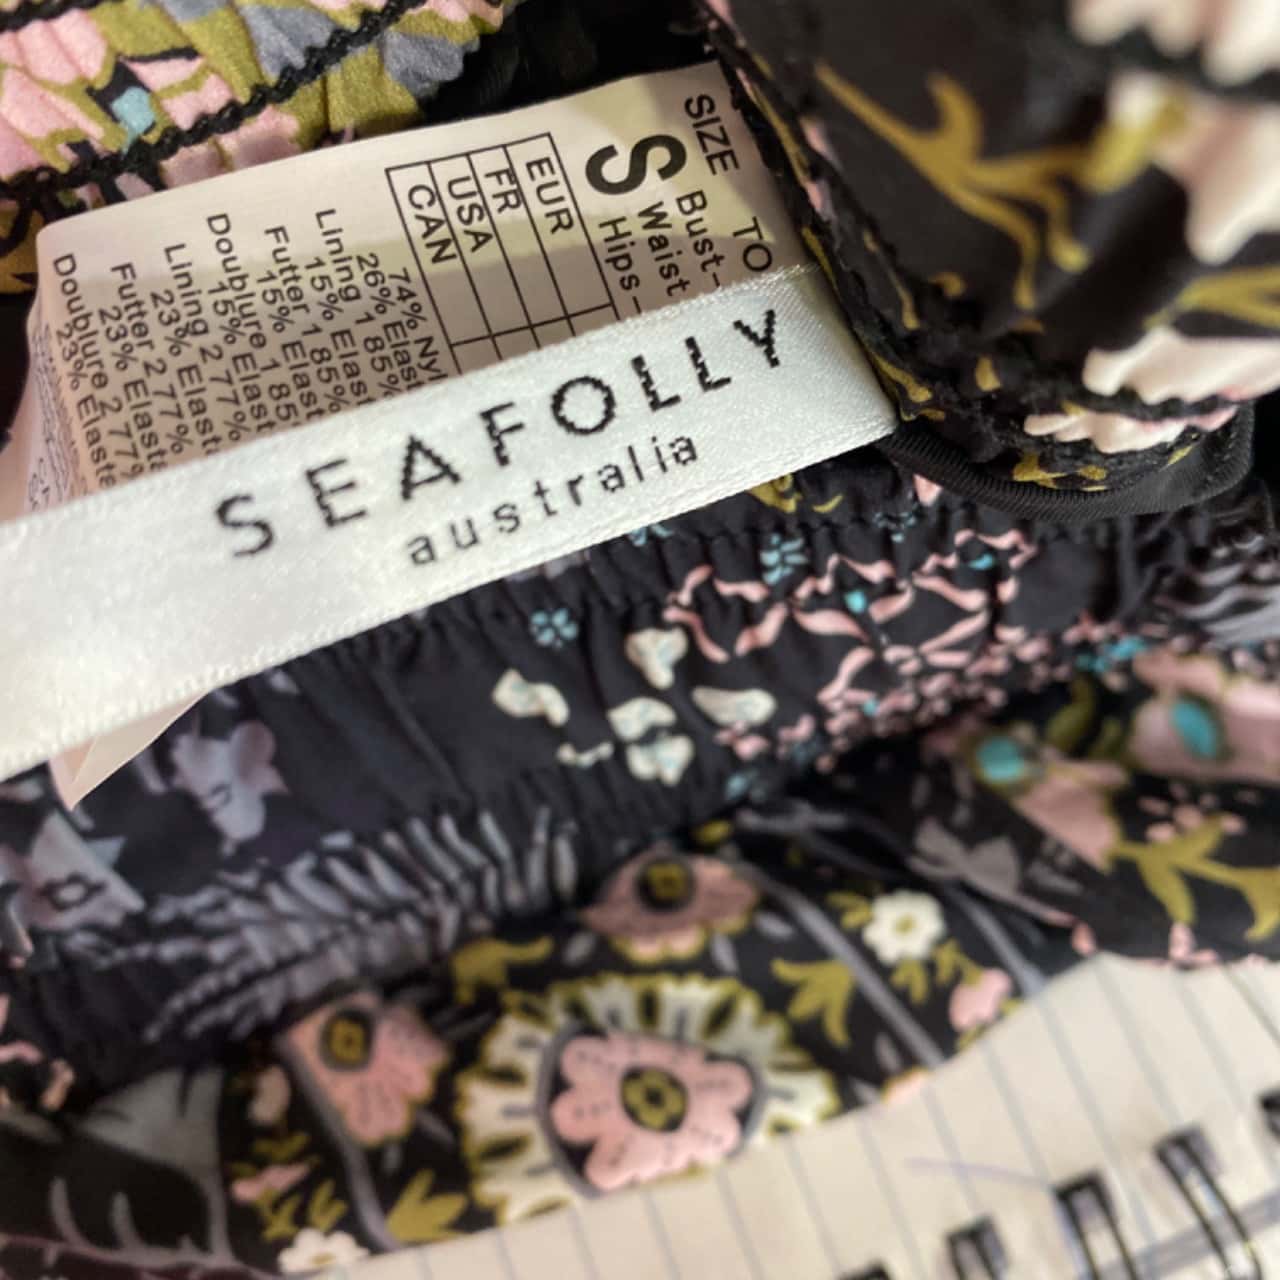 SIZE TO
S
Bust-
Waist
Hips-
EUR
FR
USA
CAN
74%
26% Elast
Lining 1 85%
15% Elast
Futter 1 85
15% Elast
Doublure 1 85
15% Elast
Lining 2 77%
23% Elast
Futter 2 77%
23% Elasta
Doublure 2 77%
23% Elast
SEAFOLLY
australia